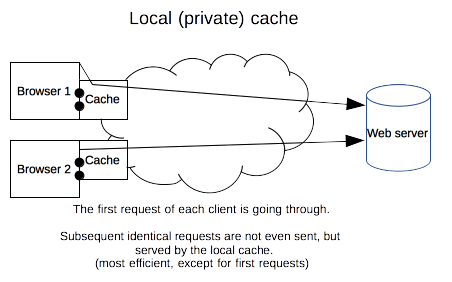 Local (private) cache
Browser 1
Cache
Web server
Browser 2
Cache
The first request of each client is going through.
Subsequent identical requests are not even sent, but
served by the local cache.
(most efficient, except for first requests)